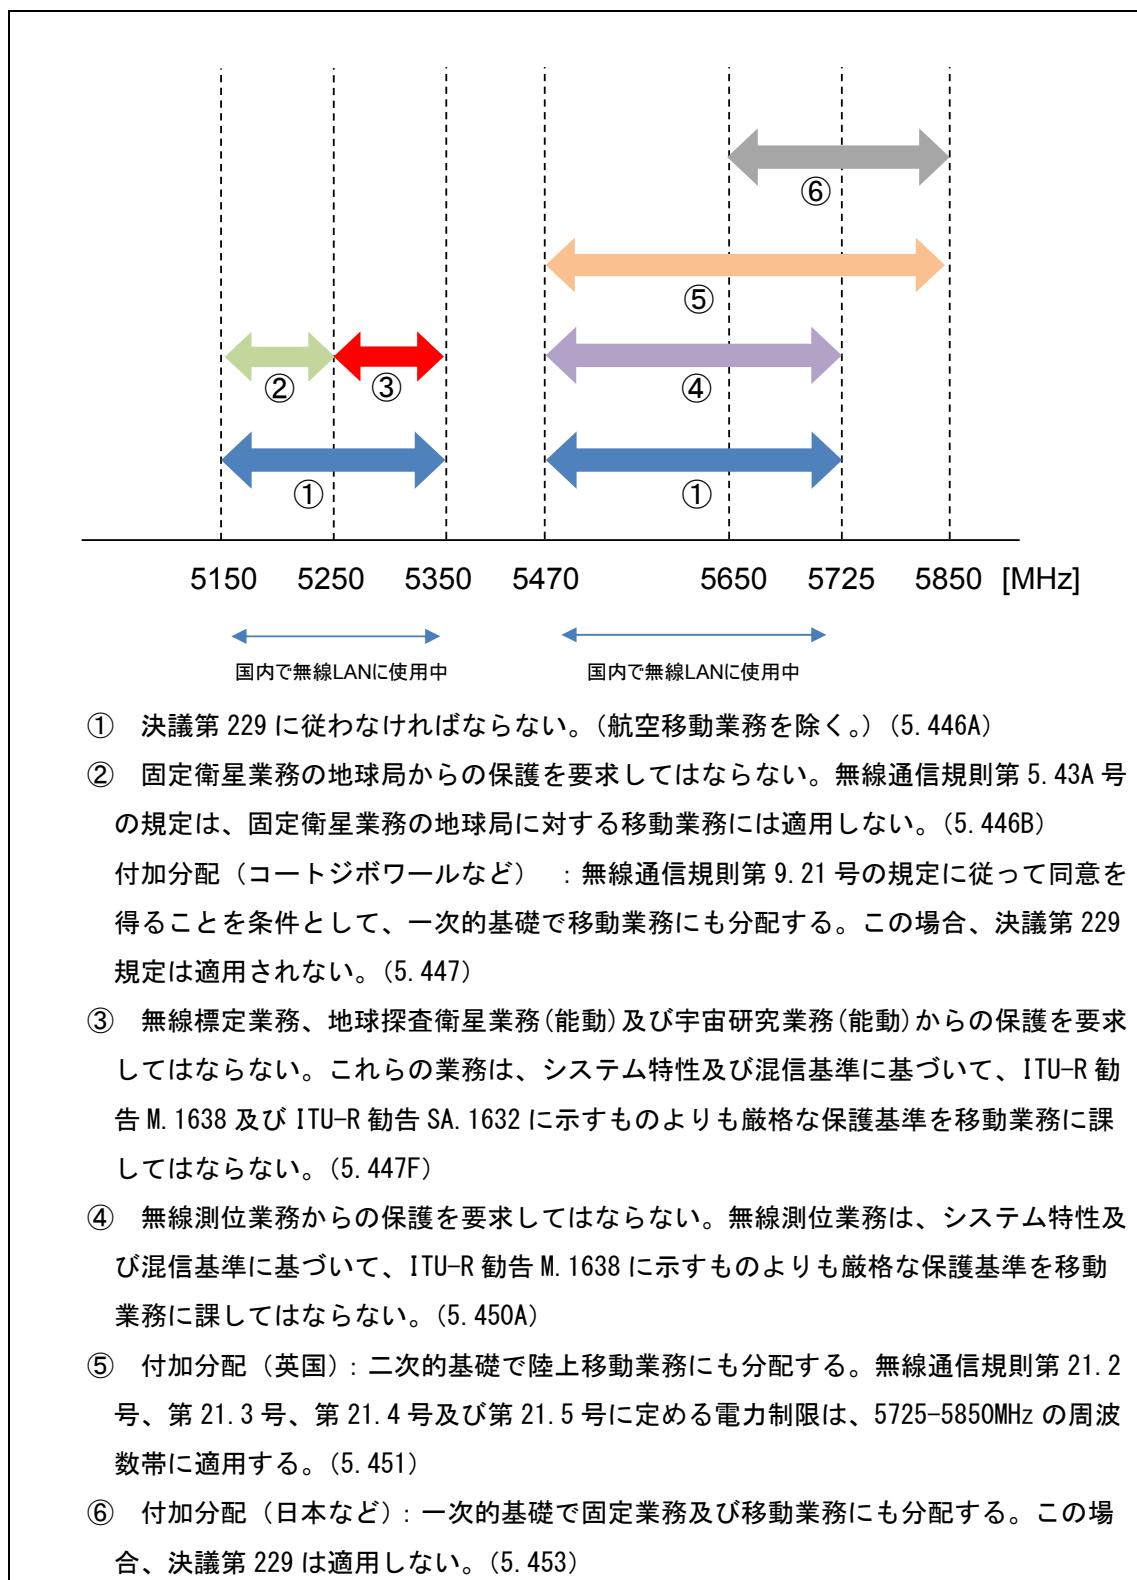 ⑥
⑤
② ③ ④
① ①
5150 5250 5350 5470 5650 5725 5850 [MHz]
国内で無線LANに使用中 国内で無線LANに使用中
① 決議第 229 に従わなければならない。(航空移動業務を除く。) (5.446A)
② 固定衛星業務の地球局からの保護を要求してはならない。無線通信規則第 5.43A 号
の規定は、固定衛星業務の地球局に対する移動業務には適用しない。(5.446B)
付加分配（コートジボワールなど） ：無線通信規則第 9.21 号の規定に従って同意を
得ることを条件として、一次的基礎で移動業務にも分配する。この場合、決議第 229
規定は適用されない。(5.447)
③ 無線標定業務、地球探査衛星業務(能動)及び宇宙研究業務(能動)からの保護を要求
してはならない。これらの業務は、システム特性及び混信基準に基づいて、ITU-R 勧
告 M.1638 及び ITU-R 勧告 SA.1632 に示すものよりも厳格な保護基準を移動業務に課
してはならない。(5.447F)
④ 無線測位業務からの保護を要求してはならない。無線測位業務は、システム特性及
び混信基準に基づいて、ITU-R 勧告 M.1638 に示すものよりも厳格な保護基準を移動
業務に課してはならない。(5.450A)
⑤ 付加分配（英国）：二次的基礎で陸上移動業務にも分配する。無線通信規則第 21.2
号、第 21.3 号、第 21.4 号及び第 21.5 号に定める電力制限は、5725-5850MHz の周波
数帯に適用する。(5.451)
⑥ 付加分配（日本など）：一次的基礎で固定業務及び移動業務にも分配する。この場
合、決議第 229 は適用しない。(5.453)